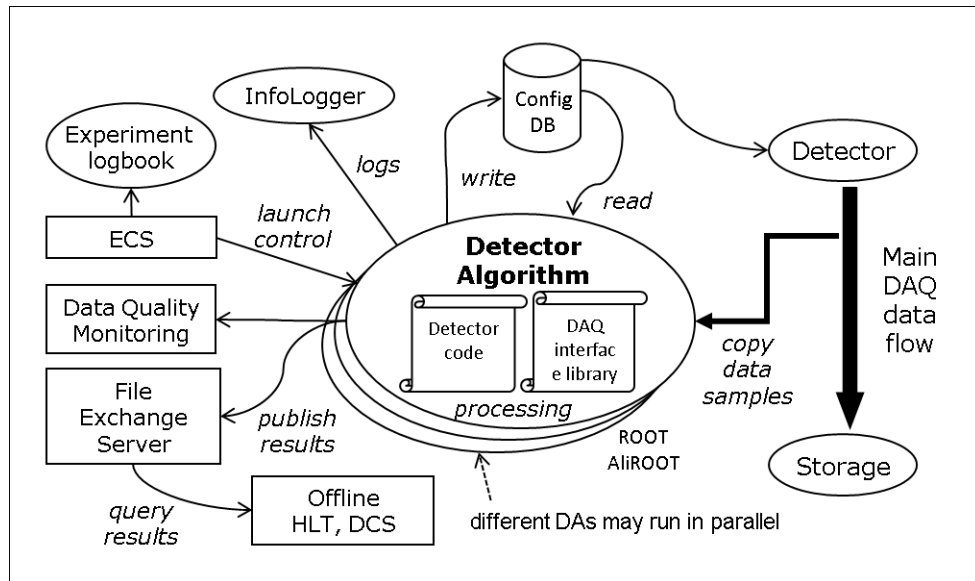 InfoLogger
Config
DB
Experiment
logbook
Detector
logs
write
read
launch
control
ECS
Detector
Algorithm
Main
DAQ
data
flow
Data Quality
Monitoring
Detector
code
DAQ
interfac
e library
copy
data
samples
File
Exchange
Server
publish
results
processing
ROOT
AliROOT
Storage
query
results
Offline
HLT, DCS
different DAs may run in parallel